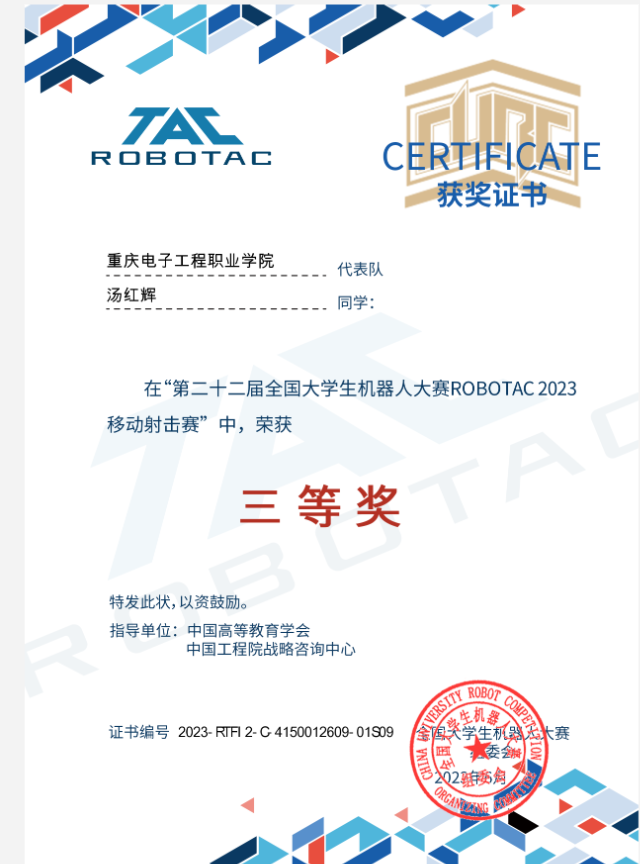 TAC
ROBOTAC
CURC
CERTIFICATE
获奖证书
重庆电子工程职业学院 代表队
汤红辉 同学:
在“第二十二届全国大学生机器人大赛ROBOTAC 2023
移动射击赛”中，荣获
三等奖
特发此状，以资鼓励。
指导单位：中国高等教育学会
中国工程院战略咨询中心
证书编号 2023- RTFI 2- C- 4150012609- 01S09
全国大学生机器人大赛
组委会
2023年6月
CHINA UNIVERSITY ROBOT COMPETITION
全国大学生机器人大赛
组委会
ORGANIZING COMMITTEE
TAC
ROBOTAC